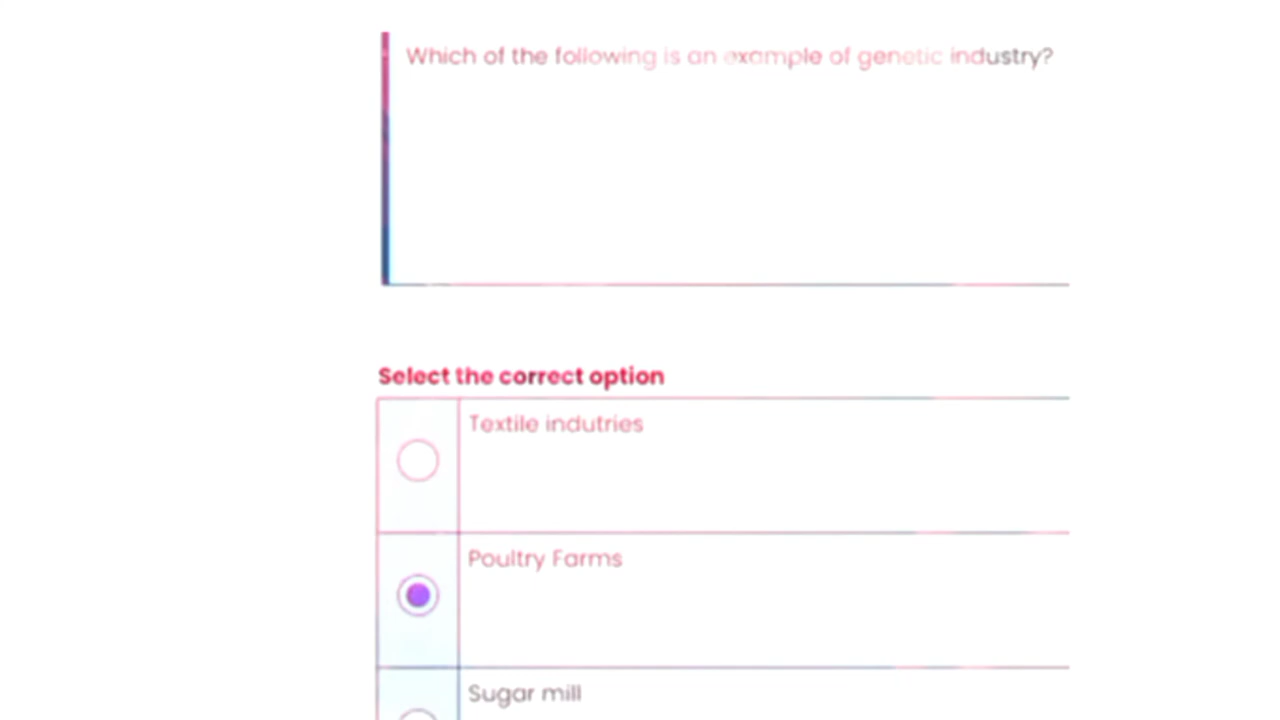 Which of the following is an example of genetic industry?
Select the correct option
Textile indutries
Poultry Farms
Sugar mill